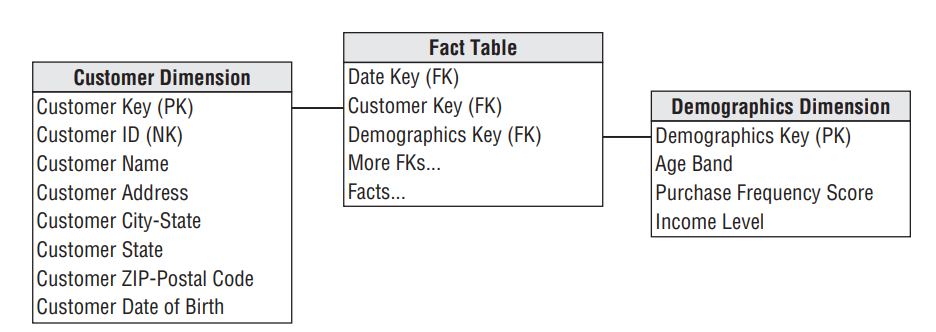 Customer Dimension
Customer Key (PK)
Customer ID (NK)
Customer Name
Customer Address
Customer City-State
Customer State
Customer ZIP-Postal Code
Customer Date of Birth
Fact Table
Date Key (FK)
Customer Key (FK)
Demographics Key (FK)
More FKs...
Facts...
Demographics Dimension
Demographics Key (PK)
Age Band
Purchase Frequency Score
Income Level